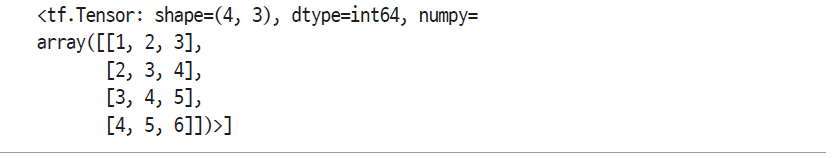 <tf.Tensor: shape=(4, 3), dtype=int64, numpy=
array([[1, 2, 3],
       [2, 3, 4],
       [3, 4, 5],
       [4, 5, 6]])>]